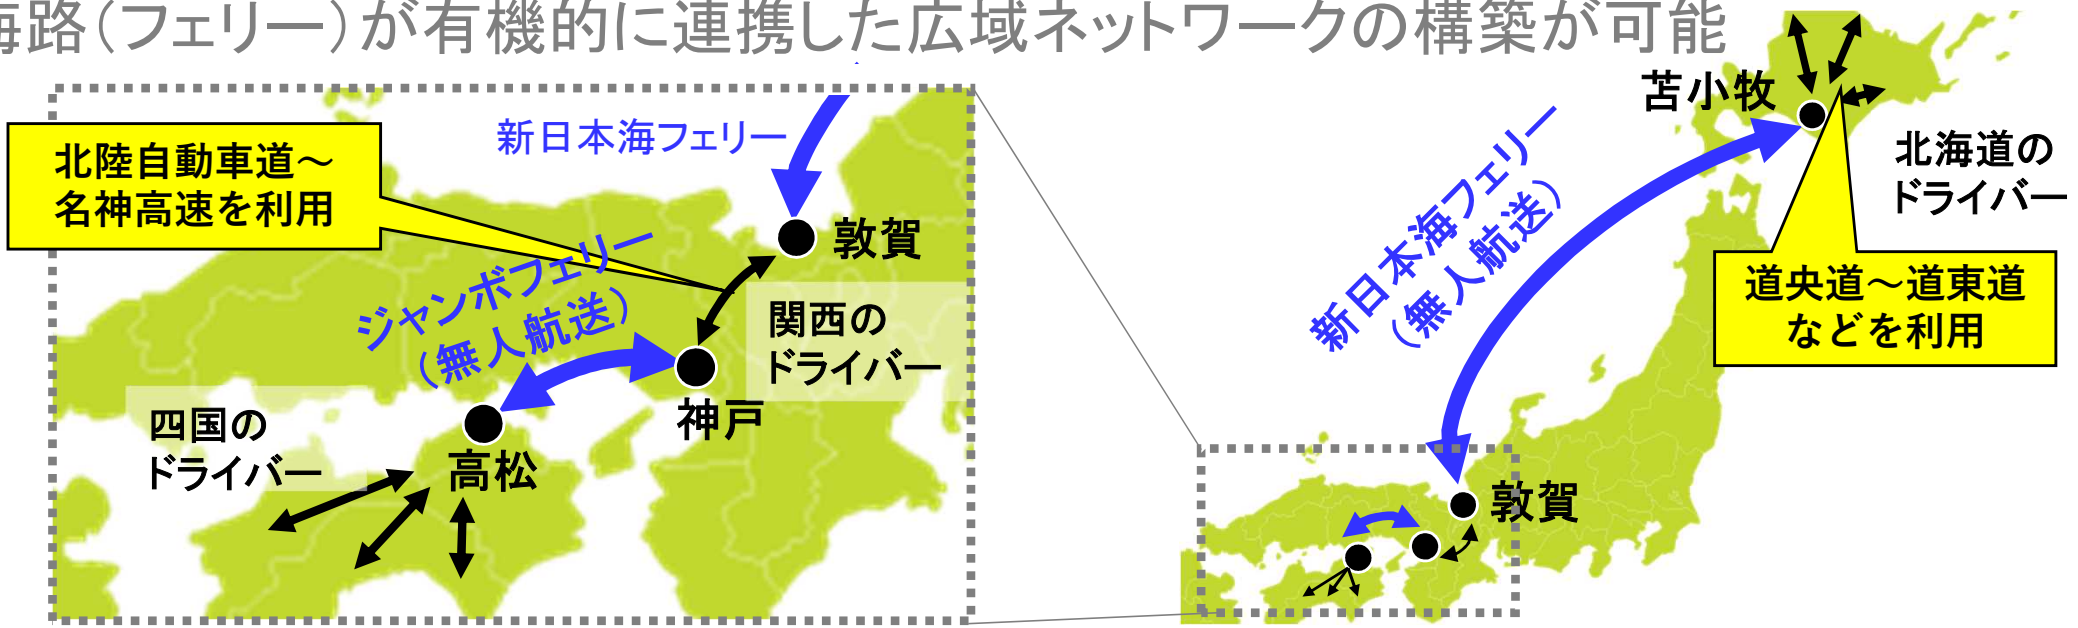 海路（フェリー）が有機的に連携した広域ネットワークの構築が可能
北陸自動車道～
名神高速を利用
新日本海フェリー
敦賀
ジャンボフェリー
（無人航送）
関西の
ドライバー
神戸
四国の
ドライバー
高松
苫小牧
北海道の
ドライバー
新日本海フェリー
（無人航送）
道央道～道東道
などを利用
敦賀